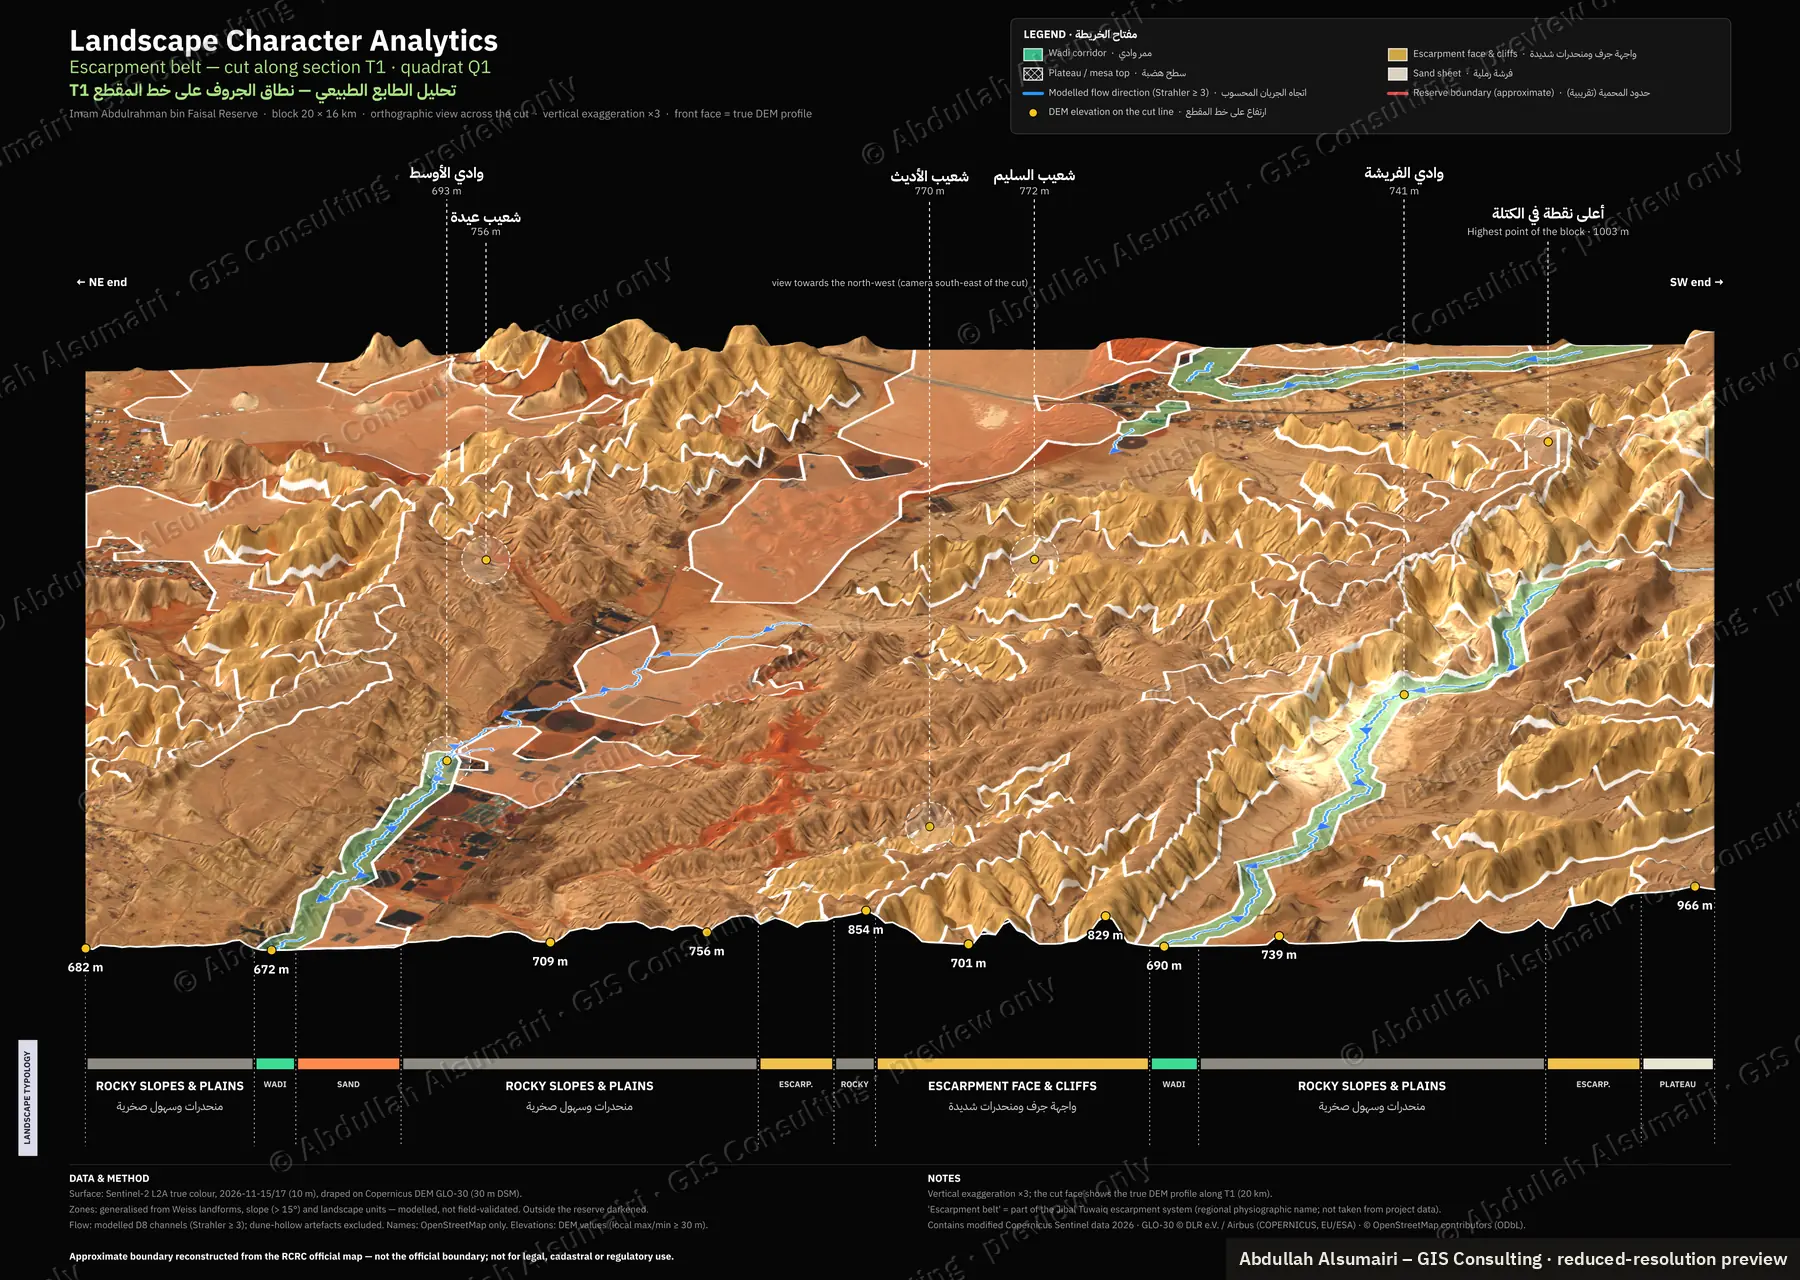 Landscape Character Analytics
Escarpment belt — cut along section T1 · quadrat Q1
تحليل الطابع الطبيعي — نطاق الجروف على خط المقطع T1
Imam Abdulrahman bin Faisal Reserve · block 20 × 16 km · orthographic view across the cut · vertical exaggeration ×3 · front face = true DEM profile
LEGEND · مفتاح الخريطة
Wadi corridor · ممر وادي
Escarpment face & cliffs · واجهة جرف ومنحدرات شديدة
Plateau / mesa top · سطح هضبة
Sand sheet · فرشة رملية
Modelled flow direction (Strahler ≥ 3) · اتجاه الجريان المحسوب
Reserve boundary (approximate) · حدود المحمية (تقريبية)
DEM elevation on the cut line · ارتفاع على خط المقطع
وادي الأوسط
693 m
شعيب عيدة
756 m
شعيب الأديث
770 m
شعيب السليم
772 m
وادي الفريشة
741 m
أعلى نقطة في الكتلة
Highest point of the block · 1003 m
← NE end
view towards the north-west (camera south-east of the cut)
SW end →
682 m
672 m
709 m
756 m
854 m
701 m
829 m
690 m
739 m
966 m
LANDSCAPE TYPOLOGY
ROCKY SLOPES & PLAINS
منحدرات وسهول صخرية
WADI
SAND
ROCKY SLOPES & PLAINS
منحدرات وسهول صخرية
ESCARP.
ROCKY
ESCARPMENT FACE & CLIFFS
واجهة جرف ومنحدرات شديدة
WADI
ROCKY SLOPES & PLAINS
منحدرات وسهول صخرية
ESCARP.
PLATEAU
DATA & METHOD
Surface: Sentinel-2 L2A true colour, 2026-11-15/17 (10 m), draped on Copernicus DEM GLO-30 (30 m DSM).
Zones: generalised from Weiss landforms, slope (> 15°) and landscape units — modelled, not field-validated. Outside the reserve darkened.
Flow: modelled D8 channels (Strahler ≥ 3); dune-hollow artefacts excluded. Names: OpenStreetMap only. Elevations: DEM values (local max/min ≥ 30 m).
Approximate boundary reconstructed from the RCRC official map — not the official boundary; not for legal, cadastral or regulatory use.
NOTES
Vertical exaggeration ×3; the cut face shows the true DEM profile along T1 (20 km).
'Escarpment belt' = part of the Jibal Tuwaiq escarpment system (regional physiographic name; not taken from project data).
Contains modified Copernicus Sentinel data 2026 · GLO-30 © DLR e.V. / Airbus (COPERNICUS, EU/ESA) · © OpenStreetMap contributors (ODbL).
Abdullah Alsumairi – GIS Consulting · reduced-resolution preview
© Abdullah Alsumairi · GIS Consulting · preview only